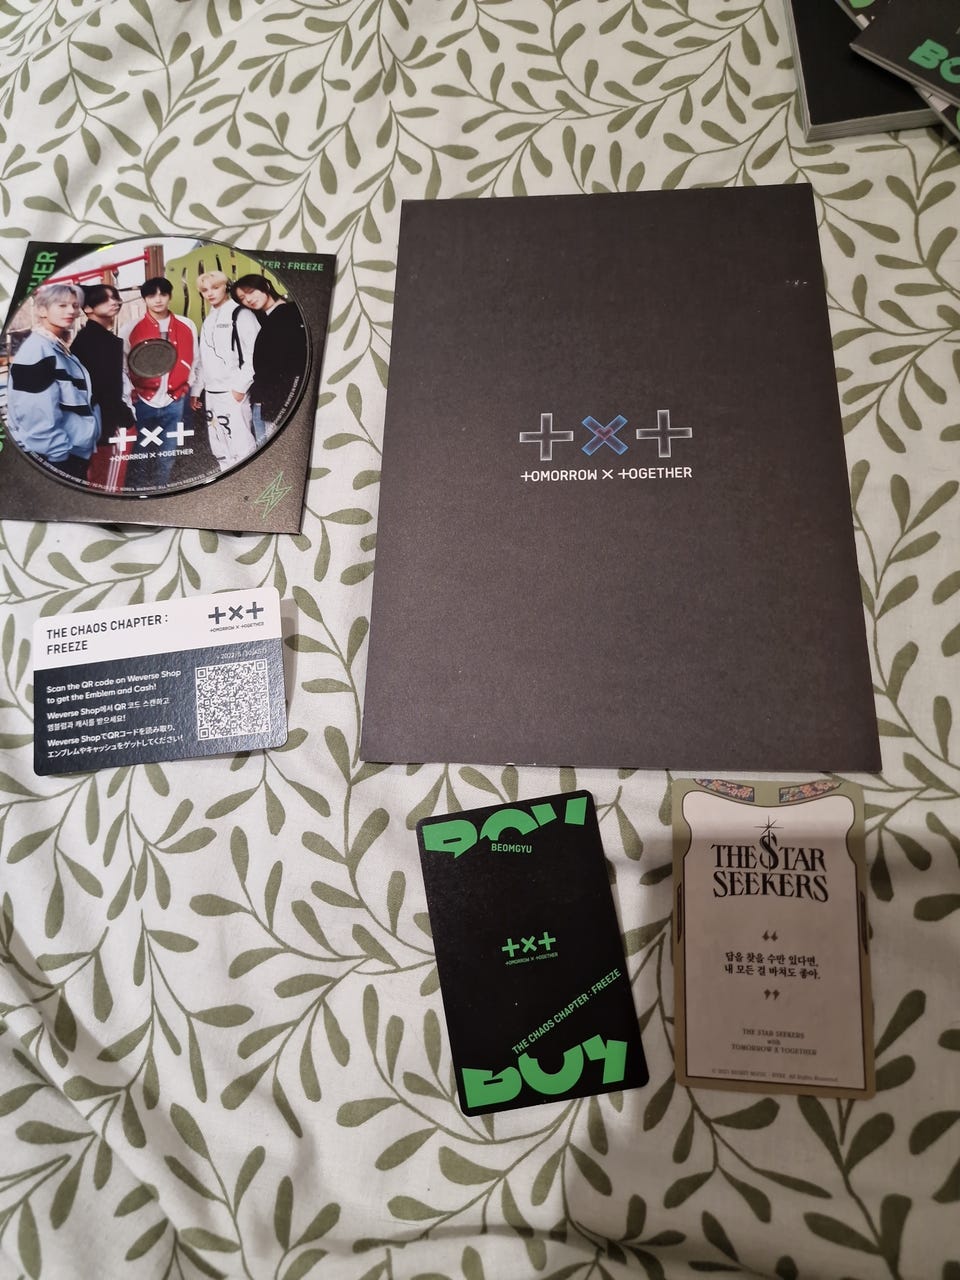 BO
TER : FREEZE
HER
+×+
+OMORROW × +OGETHER
+×+
+OMORROW × +OGETHER
THE CHAOS CHAPTER :
FREEZE
+×+
+OMORROW × +OGETHER
Scan the QR code on Weverse Shop
to get the Emblem and Cash!
Weverse Shop에서 QR 코드 스캔하고
엠블럼과 캐시를 받으세요!
Weverse ShopでQRコードを読み取り、
エンブレムやキャッシュをゲットしてください!
BOY
BEOMGYU
+×+
+OMORROW × +OGETHER
THE CHAOS CHAPTER : FREEZE
BOY
THE STAR
SEEKERS
“
답을 찾을 수만 있다면,
내 모든 걸 바쳐도 좋아.
”
THE STAR SEEKERS
with
TOMORROW X TOGETHER
All Rights Reserved.